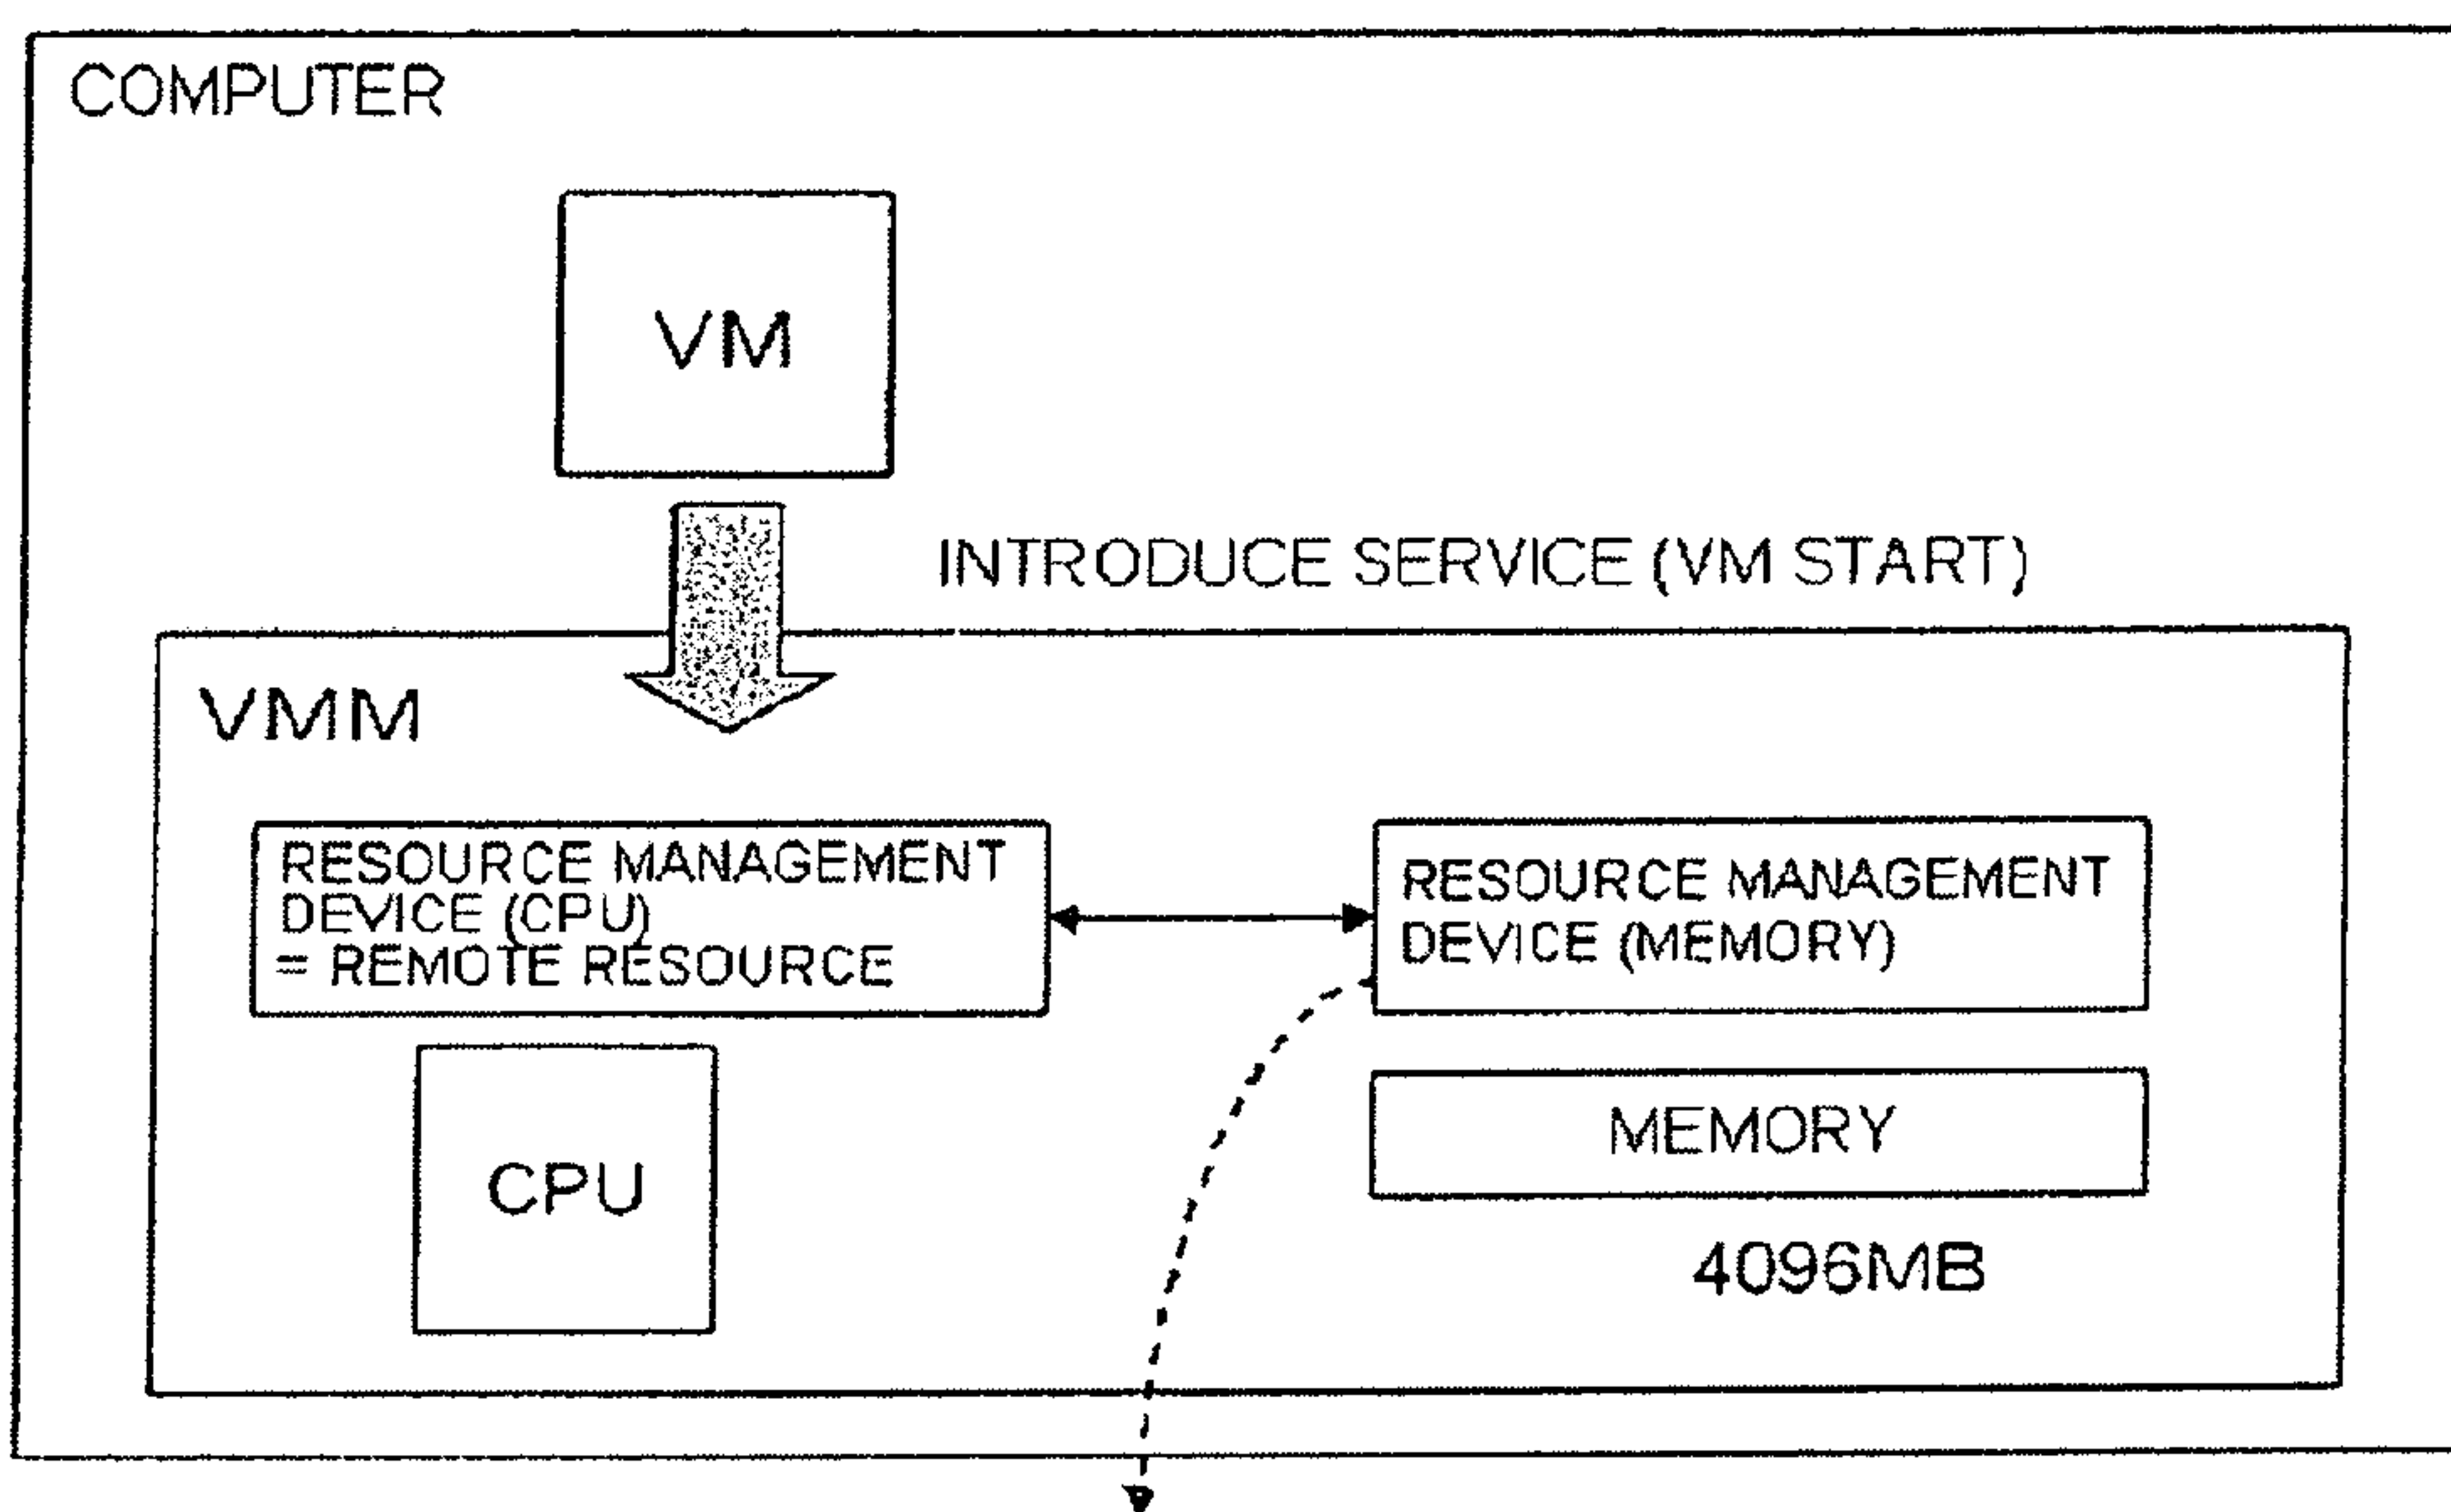 COMPUTER
VM
INTRODUCE SERVICE (VM START)
VMM
RESOURCE MANAGEMENT
DEVICE (CPU)
= REMOTE RESOURCE
RESOURCE MANAGEMENT
DEVICE (MEMORY)
CPU
MEMORY
4096MB